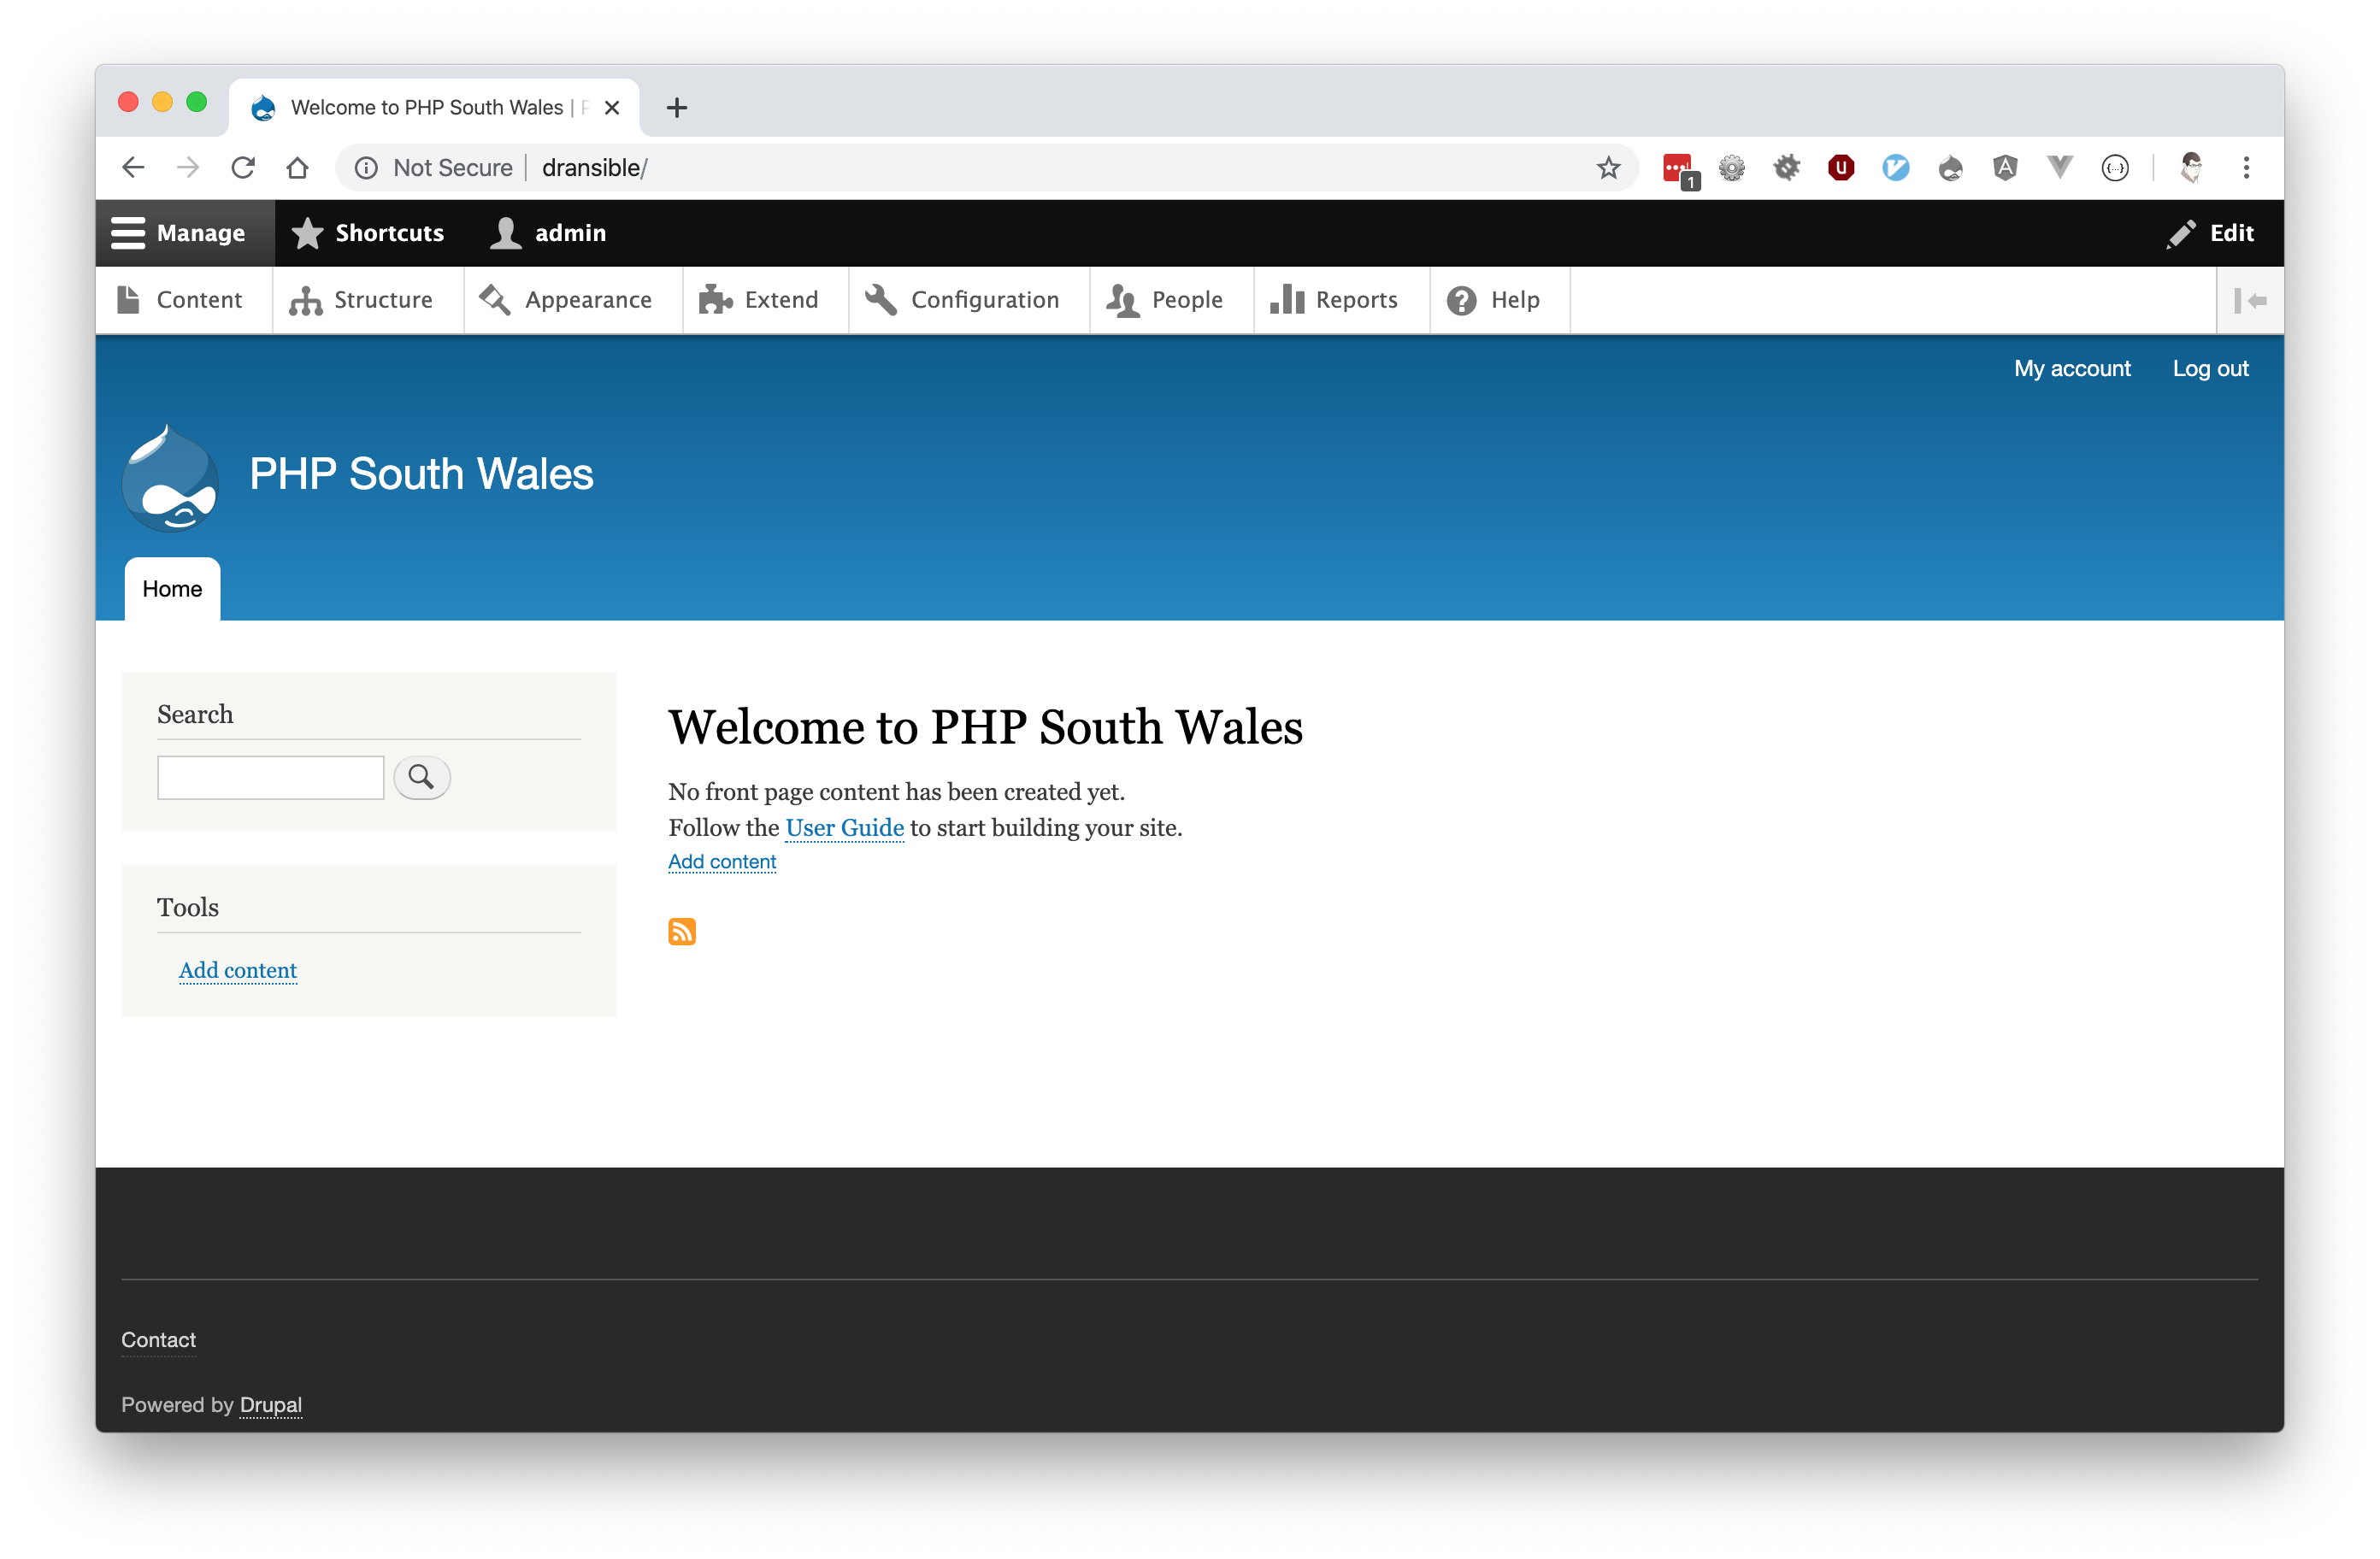 Welcome to PHP South Wales |
Not Secure | dransible/
1
Manage Shortcuts admin Edit
Content Structure Appearance Extend Configuration People Reports Help
My account Log out
PHP South Wales
Home
Search
Tools
Add content
Welcome to PHP South Wales
No front page content has been created yet.
Follow the User Guide to start building your site.
Add content
Contact
Powered by Drupal